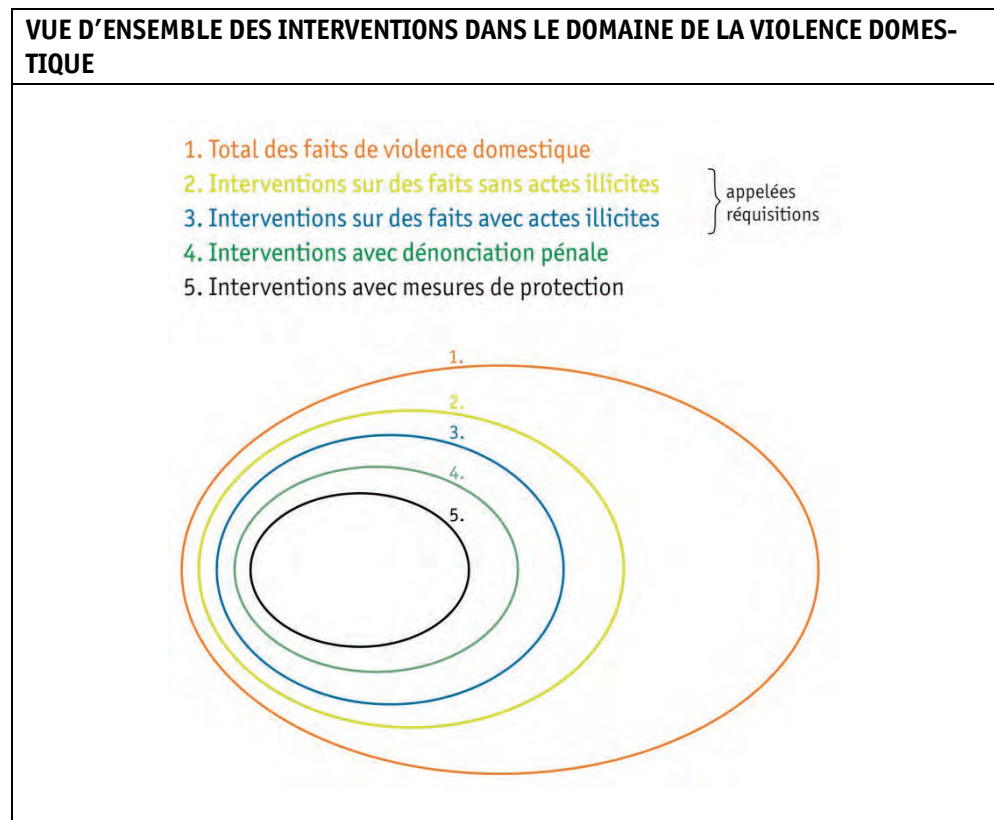 VUE D'ENSEMBLE DES INTERVENTIONS DANS LE DOMAINE DE LA VIOLENCE DOMES-
TIQUE
1. Total des faits de violence domestique
2. Interventions sur des faits sans actes illicites
3. Interventions sur des faits avec actes illicites
appelées
réquisitions
4. Interventions avec dénonciation pénale
5. Interventions avec mesures de protection
1.
2.
3.
4.
5.